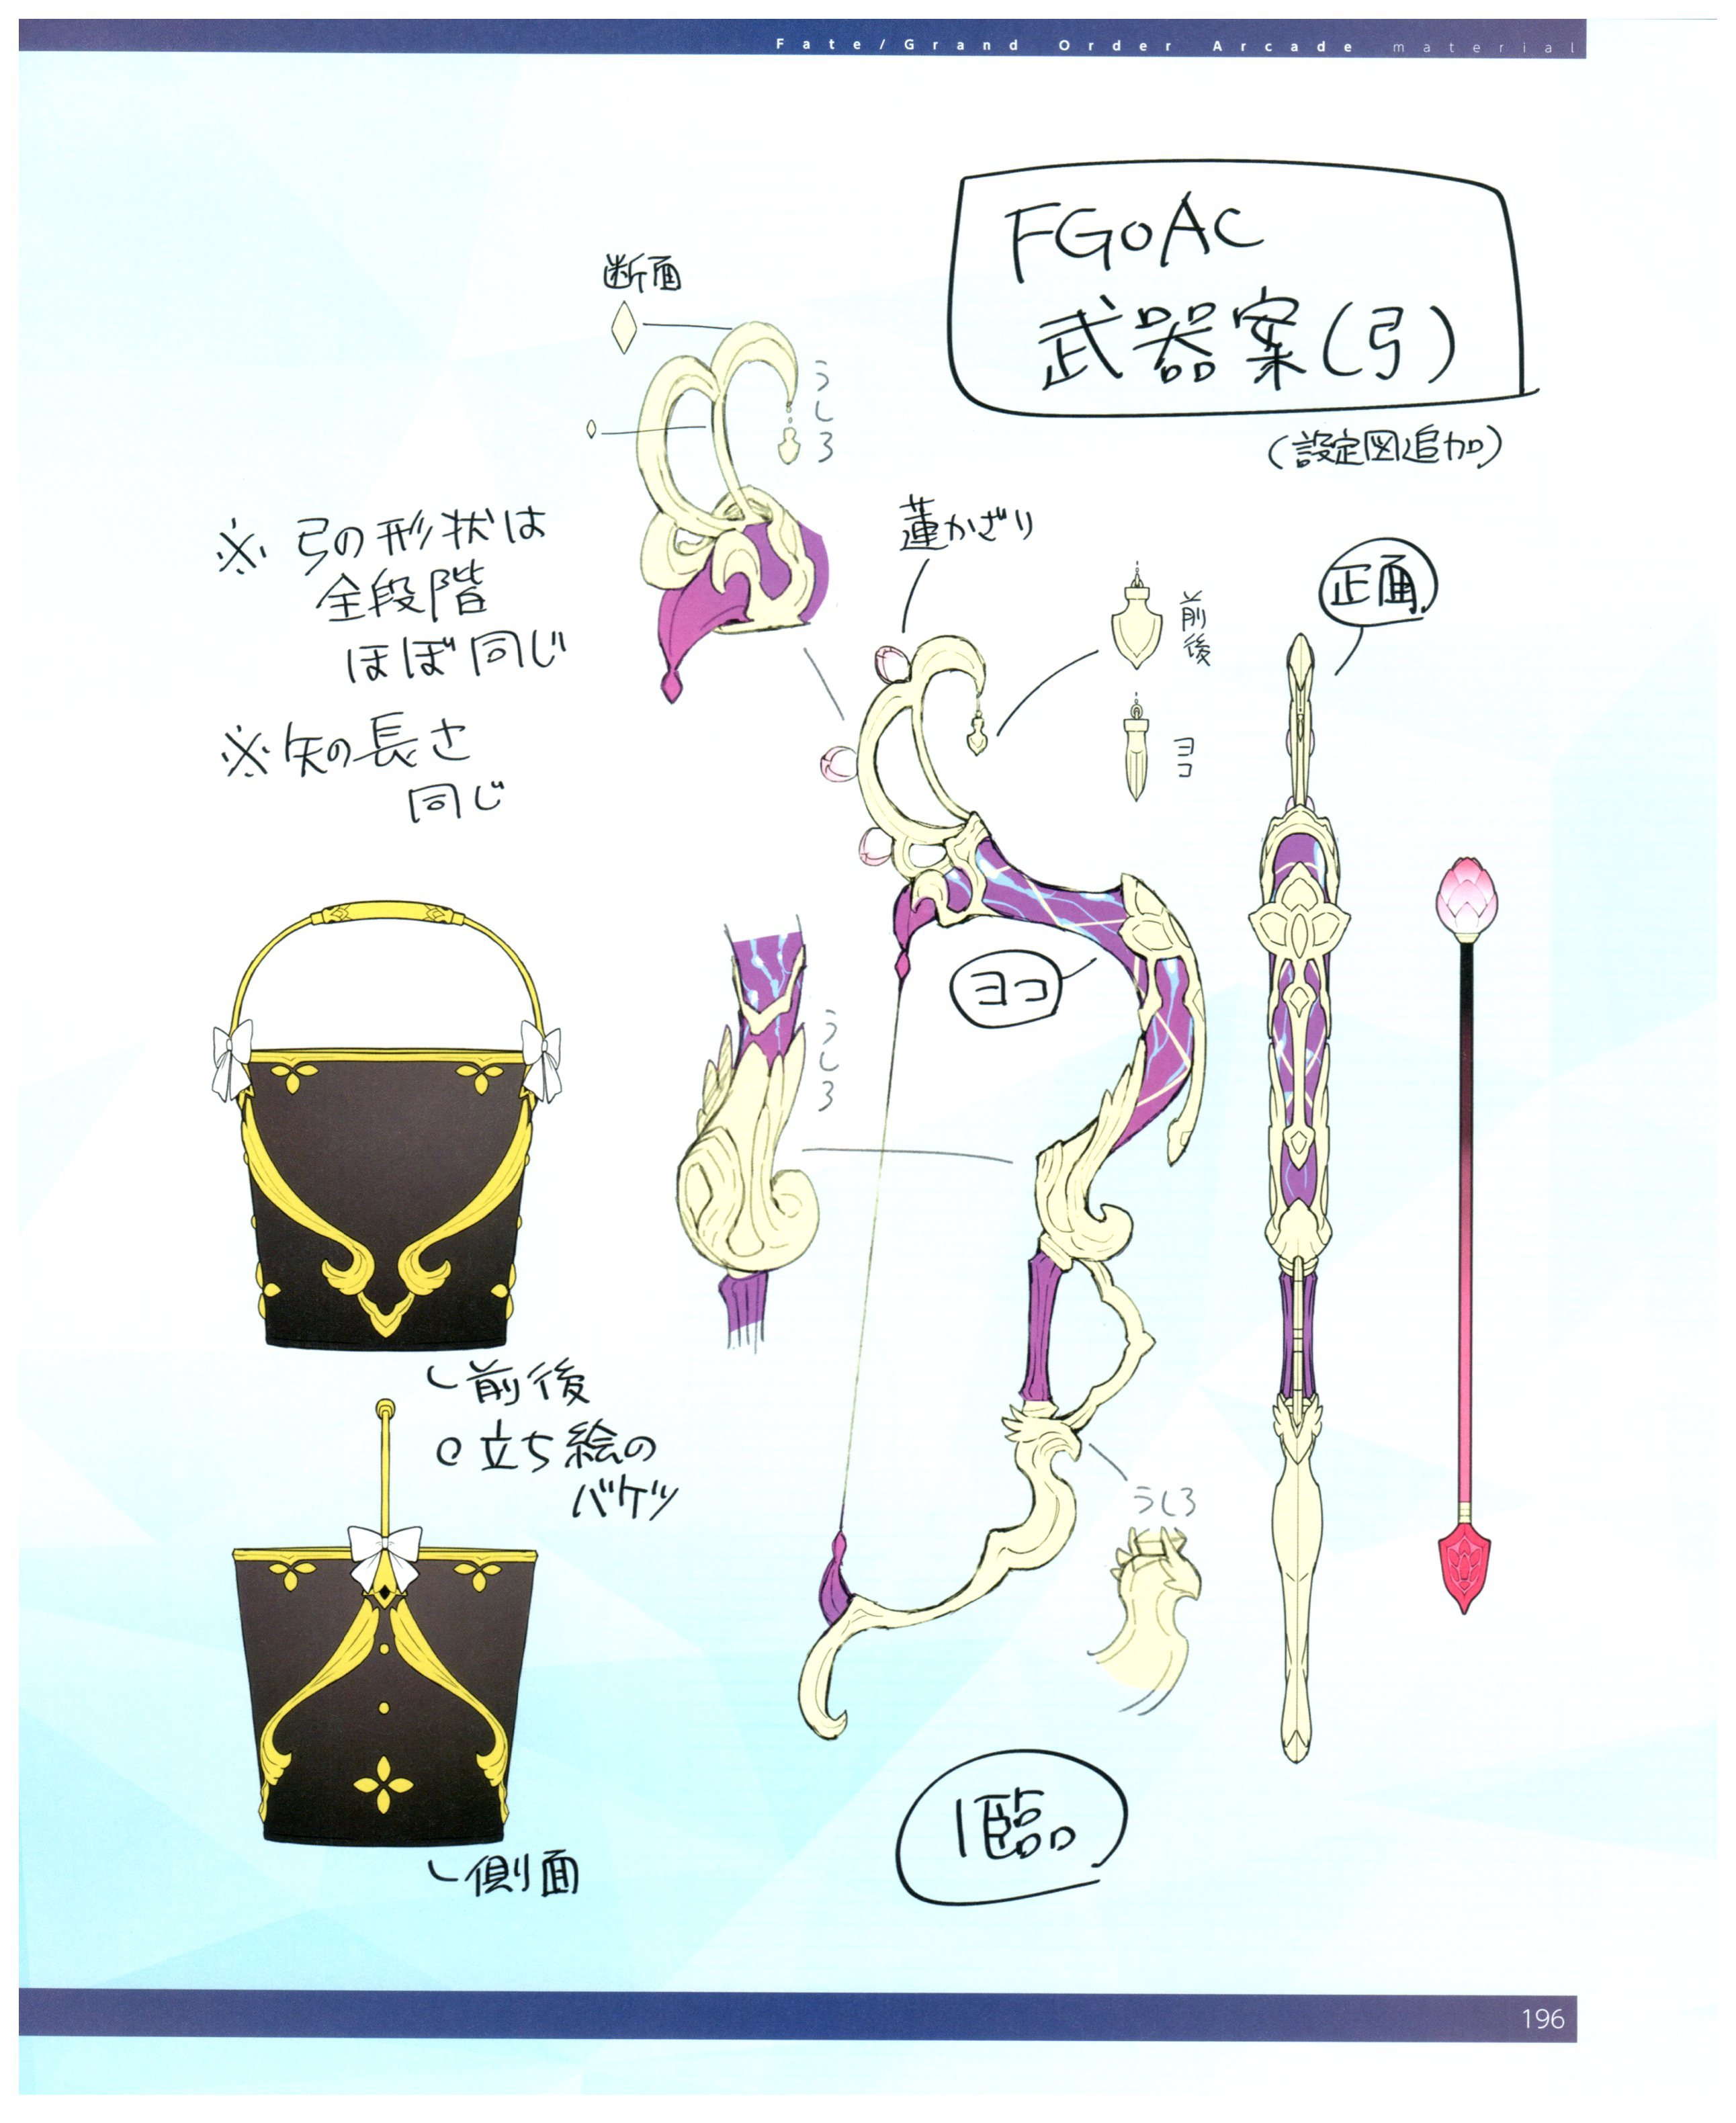 Fate/Grand Order Arcade material
FGOAC
武器案(弓)
(設定図追加)
断面
うしろ
※弓の形状は
全段階
ほぼ同じ
※矢の長さ
同じ
蓮かざり
前後
ヨコ
正面
ヨコ
うしろ
前後
立ち絵の
バケツ
うしろ
側面
1臨
196